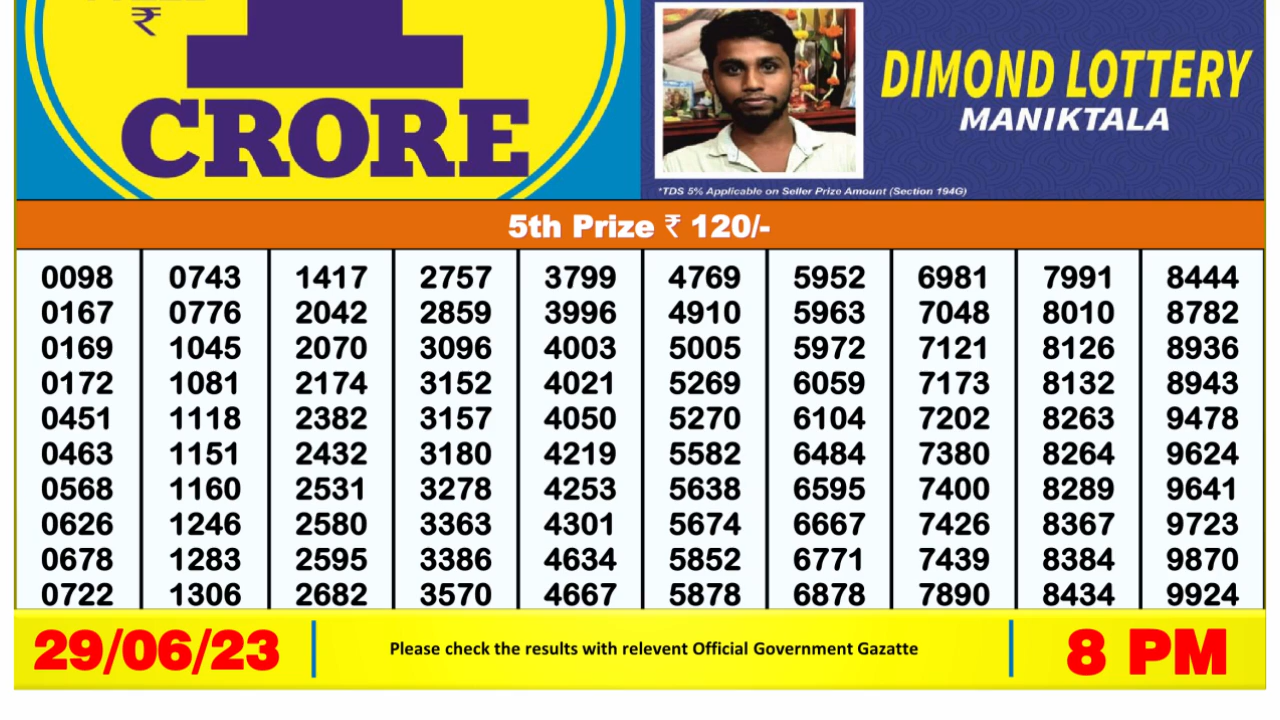 ₹
1
CRORE
DIMOND LOTTERY
MANIKTALA
*TDS 5% Applicable on Seller Prize Amount (Section 194G)
5th Prize ₹ 120/-
0098 0743 1417 2757 3799 4769 5952 6981 7991 8444
0167 0776 2042 2859 3996 4910 5963 7048 8010 8782
0169 1045 2070 3096 4003 5005 5972 7121 8126 8936
0172 1081 2174 3152 4021 5269 6059 7173 8132 8943
0451 1118 2382 3157 4050 5270 6104 7202 8263 9478
0463 1151 2432 3180 4219 5582 6484 7380 8264 9624
0568 1160 2531 3278 4253 5638 6595 7400 8289 9641
0626 1246 2580 3363 4301 5674 6667 7426 8367 9723
0678 1283 2595 3386 4634 5852 6771 7439 8384 9870
0722 1306 2682 3570 4667 5878 6878 7890 8434 9924
29/06/23 Please check the results with relevent Official Government Gazatte 8 PM